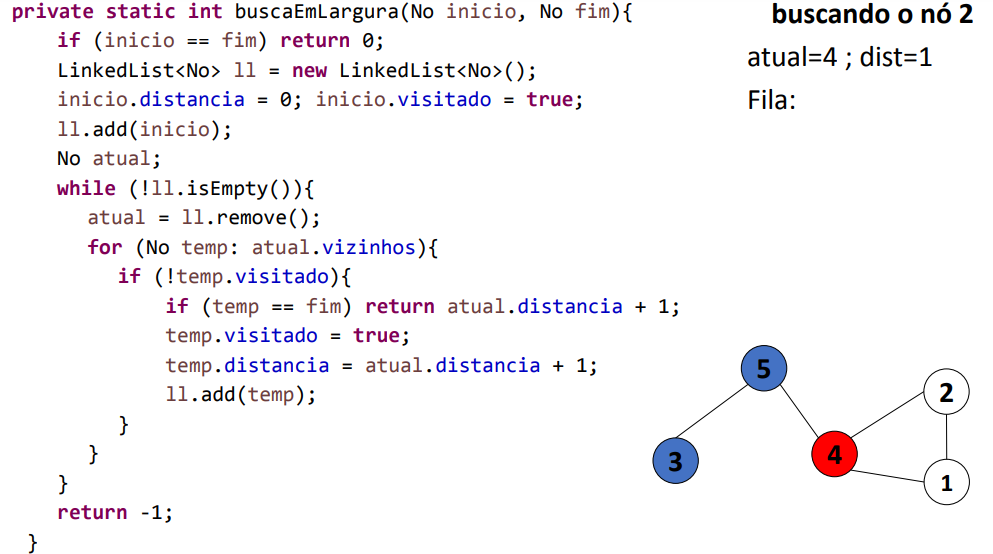 private static int buscaEmLargura(No inicio, No fim){
if (inicio == fim) return 0;
LinkedList<No> ll = new LinkedList<No>();
inicio.distancia = 0; inicio.visitado = true;
ll.add(inicio);
No atual;
while (!ll.isEmpty()){
atual = ll.remove();
for (No temp: atual.vizinhos){
if (!temp.visitado){
if (temp == fim) return atual.distancia + 1;
temp.visitado = true;
temp.distancia = atual.distancia + 1;
ll.add(temp);
}
}
}
return -1;
}
buscando o nó 2
atual=4 ; dist=1
Fila:
5
2
4
3
1